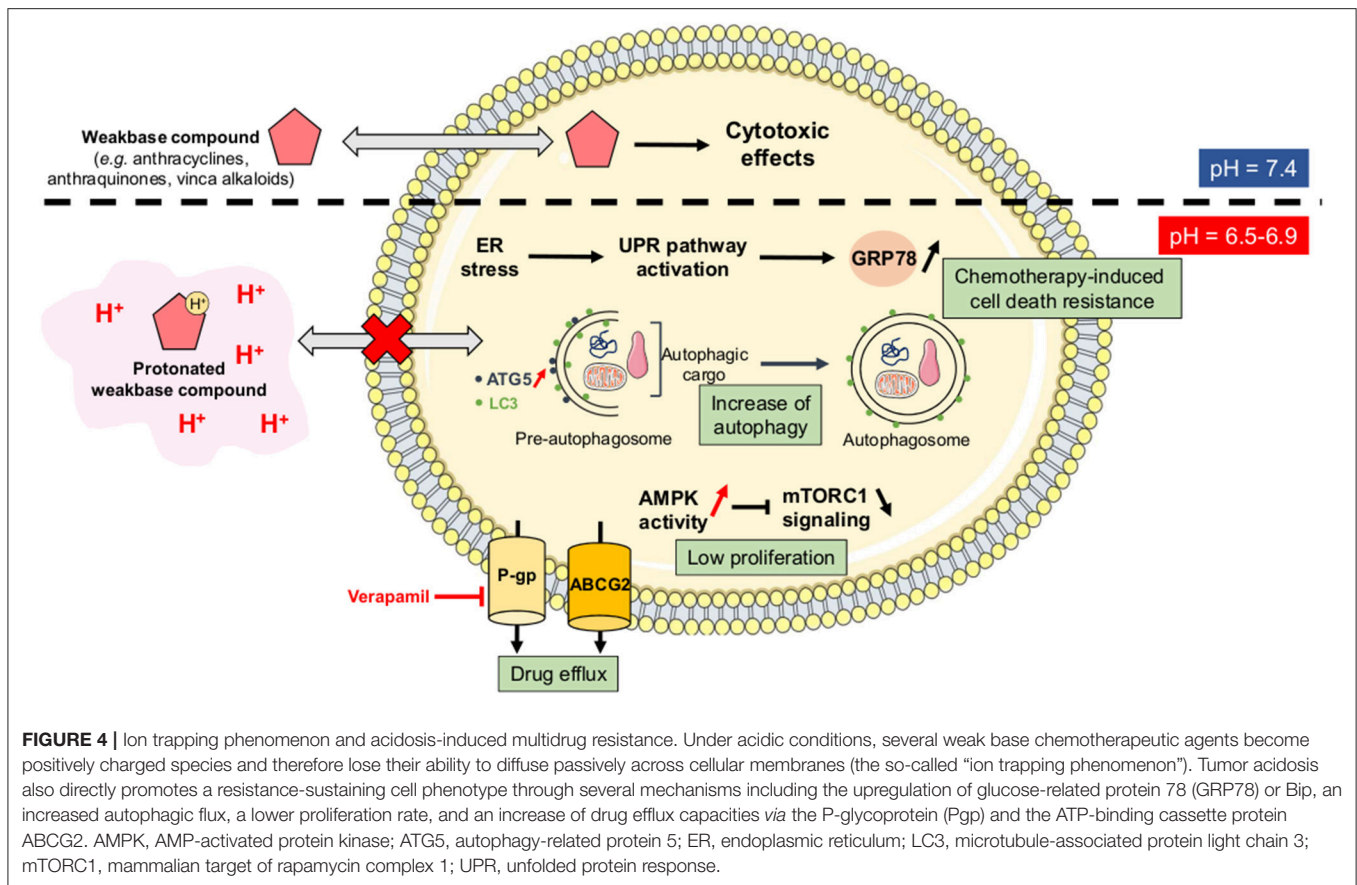 Weakbase compound
(e.g. anthracyclines,
anthraquinones, vinca alkaloids)
Cytotoxic
effects
pH = 7.4
pH = 6.5-6.9
ER
stress
UPR pathway
activation
GRP78
Chemotherapy-induced
cell death resistance
H+
H+
H+
H+
H+
H+
Protonated
weakbase compound
ATG5
LC3
Autophagic
cargo
Pre-autophagosome
Increase of
autophagy
Autophagosome
AMPK
activity
mTORC1
signaling
Low proliferation
P-gp
ABCG2
Verapamil
Drug efflux
FIGURE 4 | Ion trapping phenomenon and acidosis-induced multidrug resistance. Under acidic conditions, several weak base chemotherapeutic agents become
positively charged species and therefore lose their ability to diffuse passively across cellular membranes (the so-called “ion trapping phenomenon”). Tumor acidosis
also directly promotes a resistance-sustaining cell phenotype through several mechanisms including the upregulation of glucose-related protein 78 (GRP78) or Bip, an
increased autophagic flux, a lower proliferation rate, and an increase of drug efflux capacities via the P-glycoprotein (Pgp) and the ATP-binding cassette protein
ABCG2. AMPK, AMP-activated protein kinase; ATG5, autophagy-related protein 5; ER, endoplasmic reticulum; LC3, microtubule-associated protein light chain 3;
mTORC1, mammalian target of rapamycin complex 1; UPR, unfolded protein response.